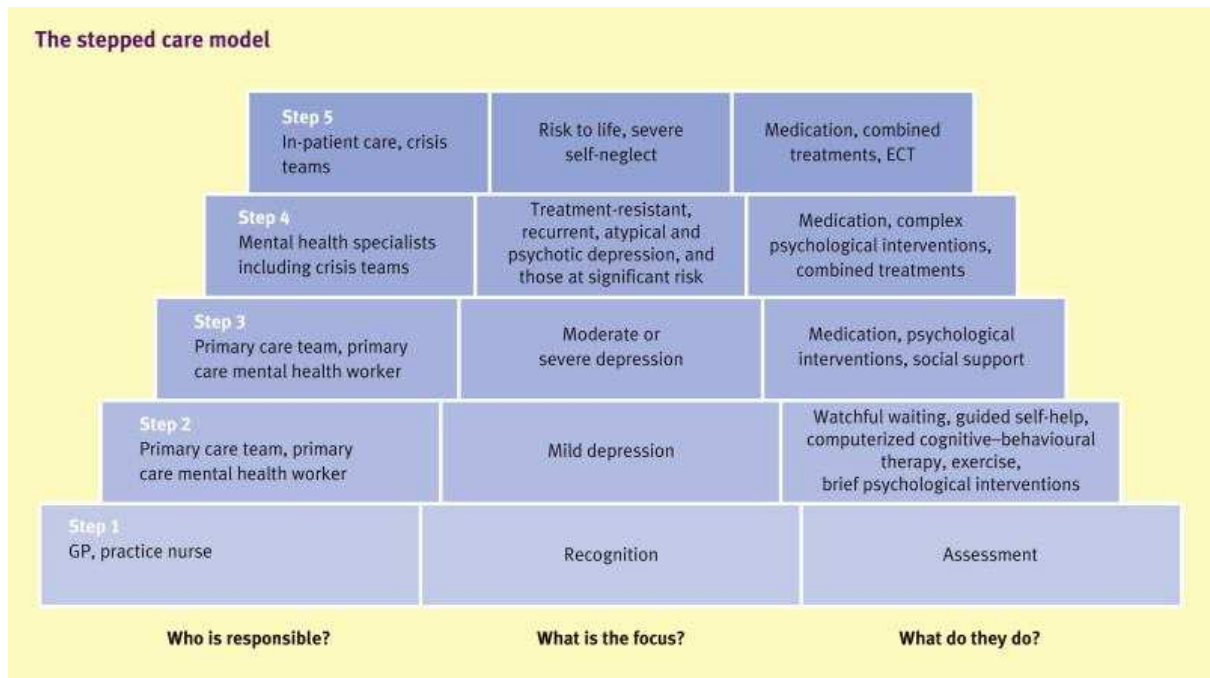 The stepped care model
Step 5
In-patient care, crisis
teams
Risk to life, severe
self-neglect
Medication, combined
treatments, ECT
Step 4
Mental health specialists
including crisis teams
Treatment-resistant,
recurrent, atypical and
psychotic depression, and
those at significant risk
Medication, complex
psychological interventions,
combined treatments
Step 3
Primary care team, primary
care mental health worker
Moderate or
severe depression
Medication, psychological
interventions, social support
Step 2
Primary care team, primary
care mental health worker
Mild depression
Watchful waiting, guided self-help,
computerized cognitive–behavioural
therapy, exercise,
brief psychological interventions
Step 1
GP, practice nurse
Recognition
Assessment
Who is responsible?
What is the focus?
What do they do?